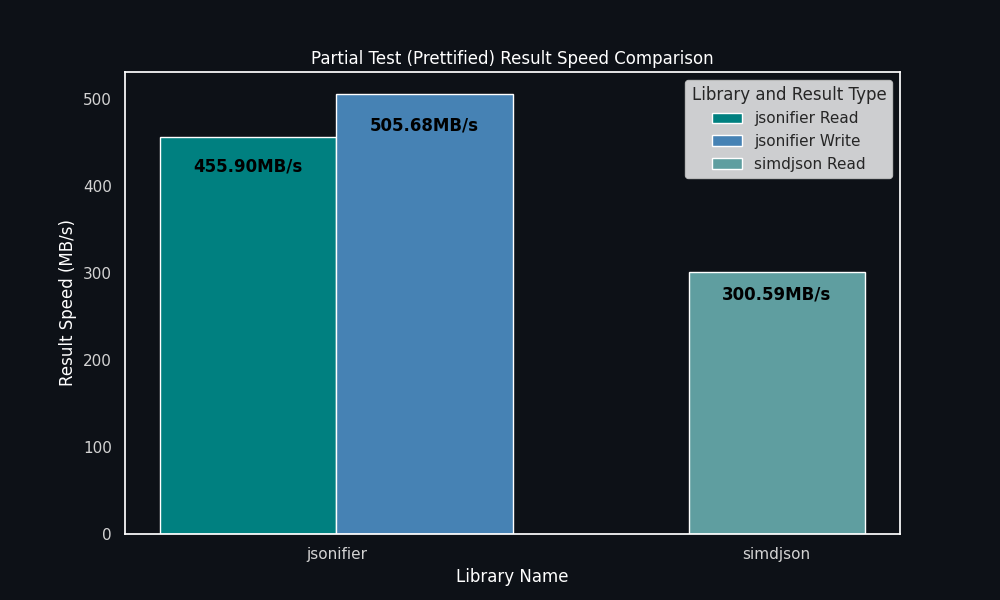 Partial Test (Prettified) Result Speed Comparison
Library and Result Type
jsonifier Read
jsonifier Write
simdjson Read
505.68MB/s
455.90MB/s
300.59MB/s
Result Speed (MB/s)
500
400
300
200
100
0
jsonifier
simdjson
Library Name